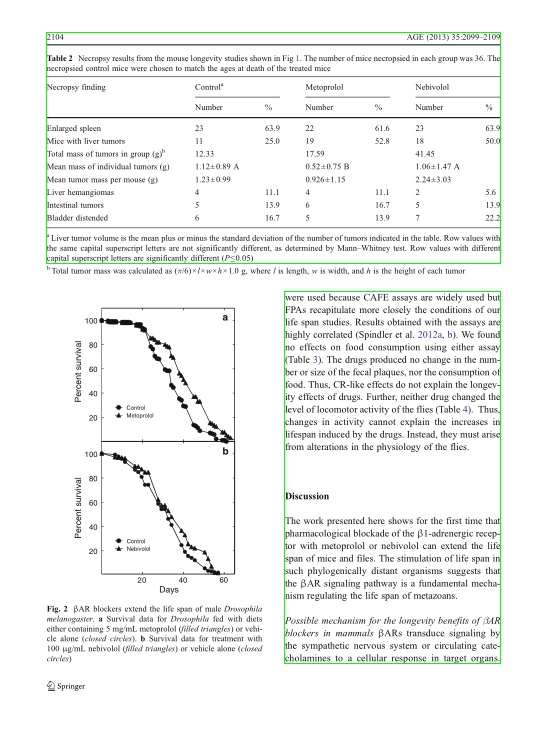 2104
AGE (2013) 35:2099–2109
Table 2 Necropsy results from the mouse longevity studies shown in Fig 1. The number of mice necropsied in each group was 36. The
necropsied control mice were chosen to match the ages at death of the treated mice
Necropsy finding Controlᵃ Metoprolol Nebivolol
Number % Number % Number %
Enlarged spleen 23 63.9 22 61.6 23 63.9
Mice with liver tumors 11 25.0 19 52.8 18 50.0
Total mass of tumors in group (g)ᵇ 12.33 17.59 41.45
Mean mass of individual tumors (g) 1.12±0.89 A 0.52±0.75 B 1.06±1.47 A
Mean tumor mass per mouse (g) 1.23±0.99 0.926±1.15 2.24±3.03
Liver hemangiomas 4 11.1 4 11.1 2 5.6
Intestinal tumors 5 13.9 6 16.7 5 13.9
Bladder distended 6 16.7 5 13.9 7 22.2
ᵃ Liver tumor volume is the mean plus or minus the standard deviation of the number of tumors indicated in the table. Row values with
the same capital superscript letters are not significantly different, as determined by Mann–Whitney test. Row values with different
capital superscript letters are significantly different (P≤0.05)
ᵇ Total tumor mass was calculated as (π/6)×l×w×h×1.0 g, where l is length, w is width, and h is the height of each tumor
a
100
80
60
40
20
Percent survival
Control
Metoprolol
b
100
80
60
40
20
Percent survival
Control
Nebivolol
20 40 60
Days
Fig. 2 βAR blockers extend the life span of male Drosophila
melanogaster. a Survival data for Drosophila fed with diets
either containing 5 mg/mL metoprolol (filled triangles) or vehi-
cle alone (closed circles). b Survival data for treatment with
100 μg/mL nebivolol (filled triangles) or vehicle alone (closed
circles)
were used because CAFE assays are widely used but
FPAs recapitulate more closely the conditions of our
life span studies. Results obtained with the assays are
highly correlated (Spindler et al. 2012a, b). We found
no effects on food consumption using either assay
(Table 3). The drugs produced no change in the num-
ber or size of the fecal plaques, nor the consumption of
food. Thus, CR-like effects do not explain the longev-
ity effects of drugs. Further, neither drug changed the
level of locomotor activity of the flies (Table 4). Thus,
changes in activity cannot explain the increases in
lifespan induced by the drugs. Instead, they must arise
from alterations in the physiology of the flies.
Discussion
The work presented here shows for the first time that
pharmacological blockade of the β1-adrenergic recep-
tor with metoprolol or nebivolol can extend the life
span of mice and flies. The stimulation of life span in
such phylogenically distant organisms suggests that
the βAR signaling pathway is a fundamental mecha-
nism regulating the life span of metazoans.
Possible mechanism for the longevity benefits of βAR
blockers in mammals βARs transduce signaling by
the sympathetic nervous system or circulating cate-
cholamines to a cellular response in target organs.
Springer